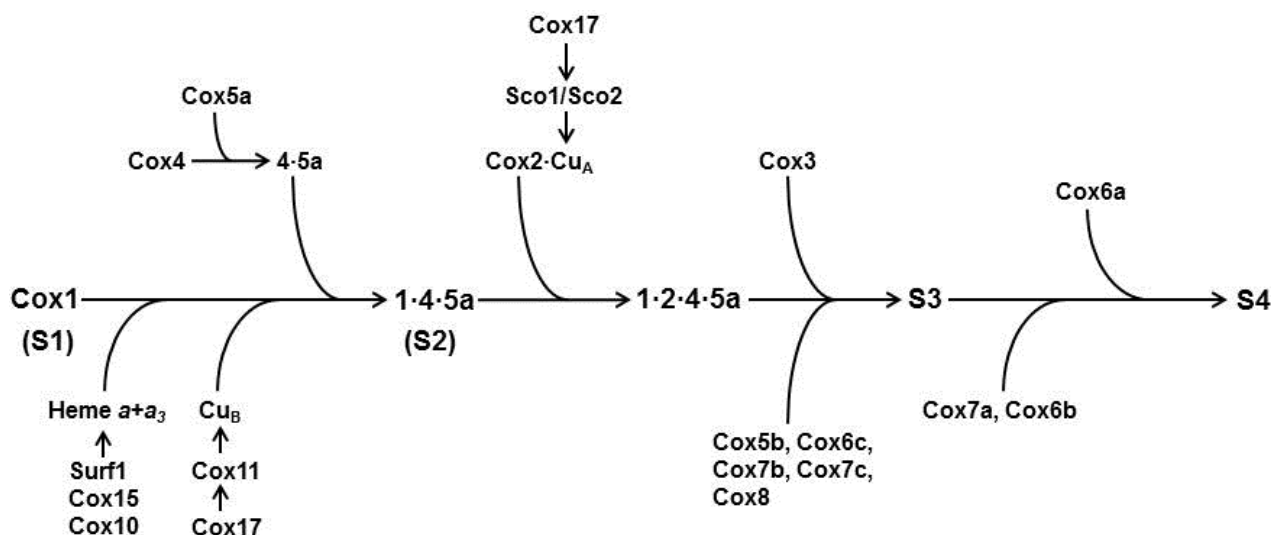 Cox17
Cox5a
Sco1/Sco2
Cox4
4·5a
Cox2·CuA
Cox3
Cox6a
Cox1
1·4·5a
1·2·4·5a
S3
S4
(S1)
(S2)
Heme a+a3
CuB
Cox7a, Cox6b
Surf1
Cox15
Cox10
Cox11
Cox17
Cox5b, Cox6c,
Cox7b, Cox7c,
Cox8